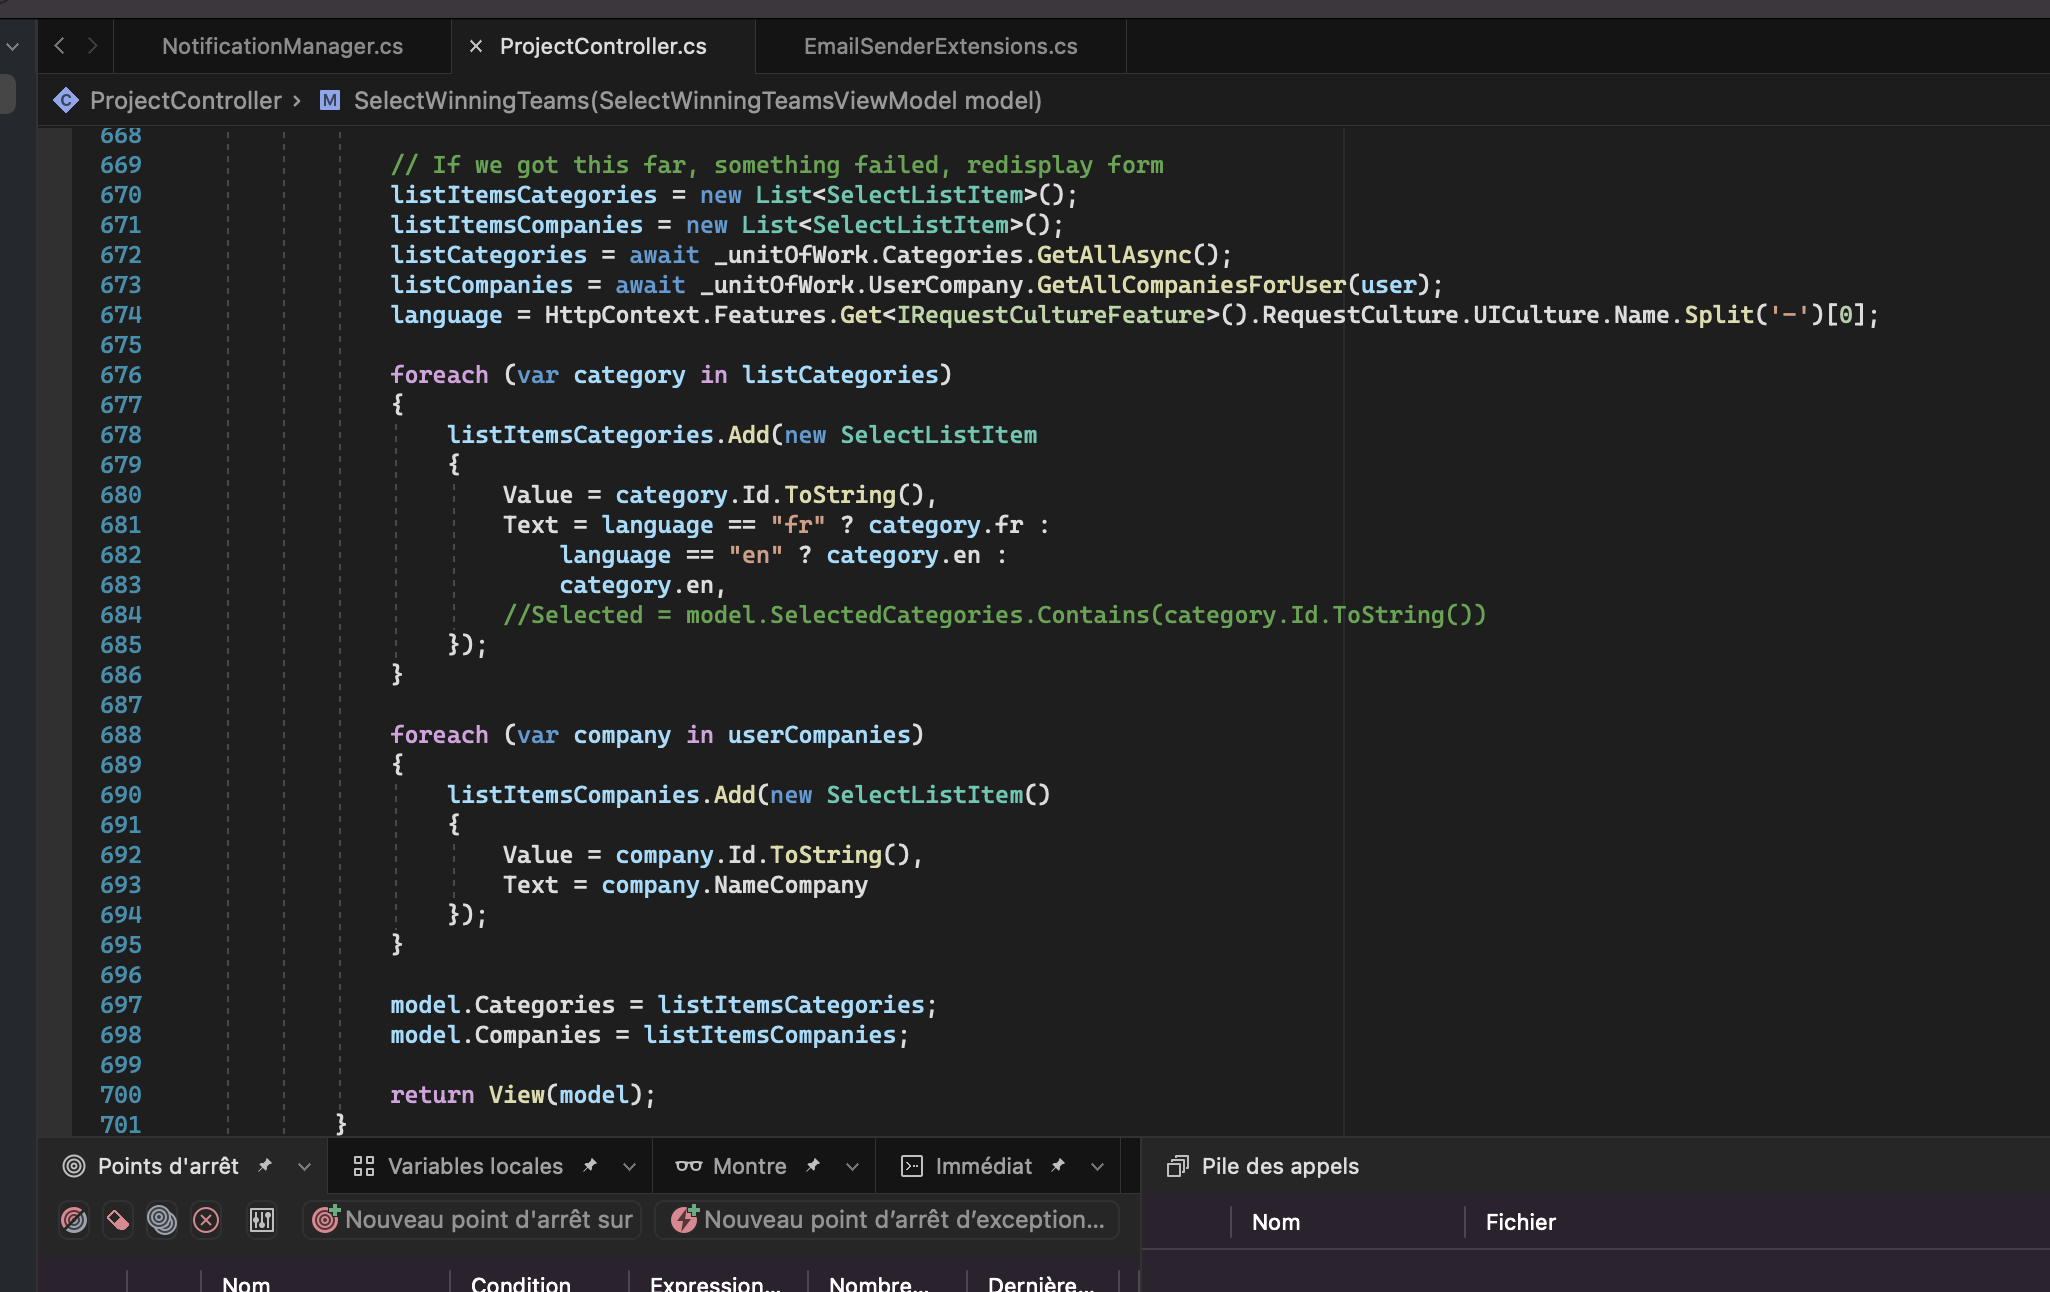 NotificationManager.cs
ProjectController.cs
EmailSenderExtensions.cs
ProjectController › M SelectWinningTeams(SelectWinningTeamsViewModel model)
668
669 // If we got this far, something failed, redisplay form
670 listItemsCategories = new List<SelectListItem>();
671 listItemsCompanies = new List<SelectListItem>();
672 listCategories = await _unitOfWork.Categories.GetAllAsync();
673 listCompanies = await _unitOfWork.UserCompany.GetAllCompaniesForUser(user);
674 language = HttpContext.Features.Get<IRequestCultureFeature>().RequestCulture.UICulture.Name.Split('-')[0];
675
676 foreach (var category in listCategories)
677 {
678 listItemsCategories.Add(new SelectListItem
679 {
680 Value = category.Id.ToString(),
681 Text = language == "fr" ? category.fr :
682 language == "en" ? category.en :
683 category.en,
684 //Selected = model.SelectedCategories.Contains(category.Id.ToString())
685 });
686 }
687
688 foreach (var company in userCompanies)
689 {
690 listItemsCompanies.Add(new SelectListItem()
691 {
692 Value = company.Id.ToString(),
693 Text = company.NameCompany
694 });
695 }
696
697 model.Categories = listItemsCategories;
698 model.Companies = listItemsCompanies;
699
700 return View(model);
701 }
Points d'arrêt
Variables locales
Montre
Immédiat
Pile des appels
Nouveau point d'arrêt sur
Nouveau point d'arrêt d'exception...
Nom
Fichier
Nom
Condition
Expression...
Nombre...
Dernière...